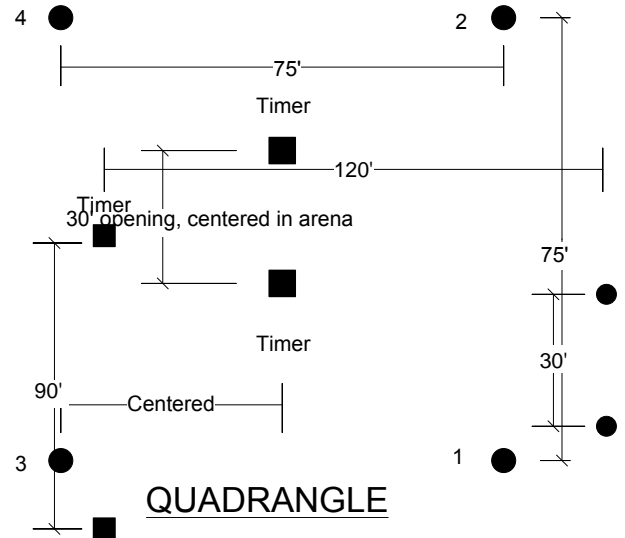 4
2
75'
Timer
120'
Timer
30' opening, centered in arena
75'
Timer
30'
90'
Centered
3
1
QUADRANGLE